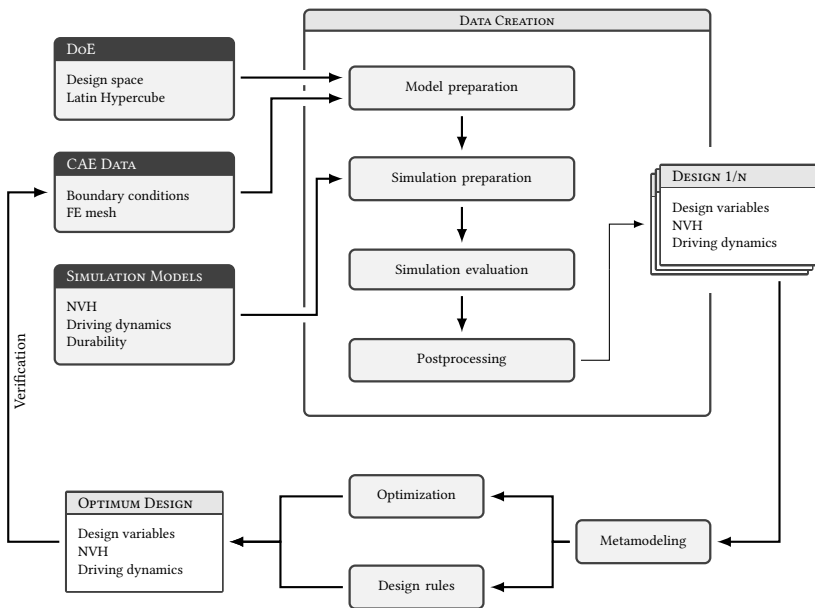 DATA CREATION
DOE
Design space
Latin Hypercube
Model preparation
CAE DATA
Boundary conditions
FE mesh
Simulation preparation
DESIGN 1/N
Design variables
NVH
Driving dynamics
Simulation evaluation
SIMULATION MODELS
NVH
Driving dynamics
Durability
Postprocessing
Verification
OPTIMUM DESIGN
Design variables
NVH
Driving dynamics
Optimization
Metamodeling
Design rules